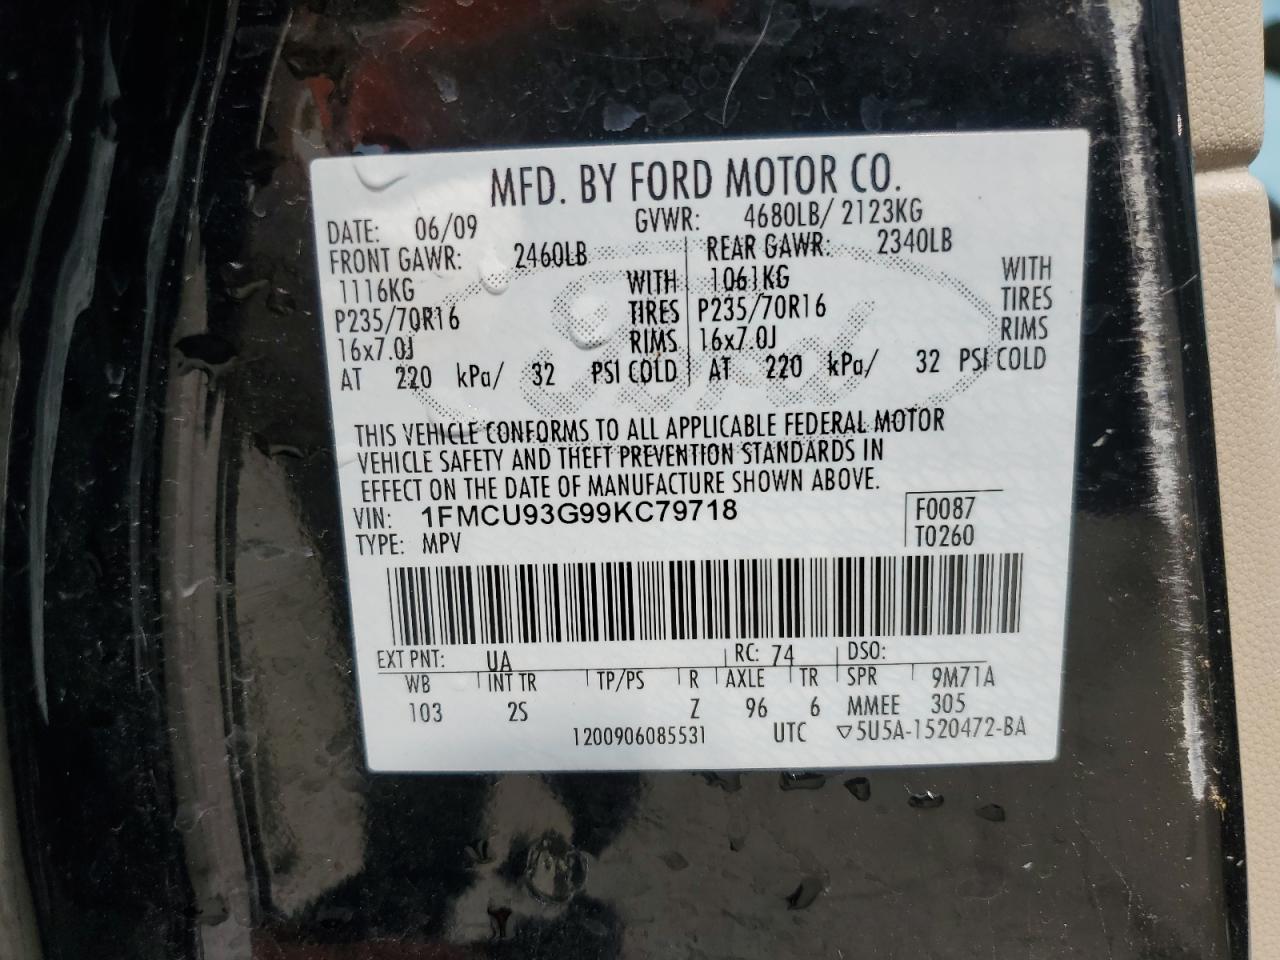 MFD. BY FORD MOTOR CO.
DATE: 06/09 GVWR: 4680LB/ 2123KG
FRONT GAWR: 2460LB REAR GAWR: 2340LB
1116KG WITH 1061KG WITH
P235/70R16 TIRES P235/70R16 TIRES
16x7.0J RIMS 16x7.0J RIMS
AT 220 kPa/ 32 PSI COLD AT 220 kPa/ 32 PSI COLD
THIS VEHICLE CONFORMS TO ALL APPLICABLE FEDERAL MOTOR
VEHICLE SAFETY AND THEFT PREVENTION STANDARDS IN
EFFECT ON THE DATE OF MANUFACTURE SHOWN ABOVE.
VIN: 1FMCU93G99KC79718 F0087
TYPE: MPV T0260
EXT PNT: UA RC: 74 DSO:
WB INT TR TP/PS R AXLE TR SPR 9M71A
103 2S Z 96 6 MMEE 305
1200906085531 UTC ▽5U5A-1520472-BA